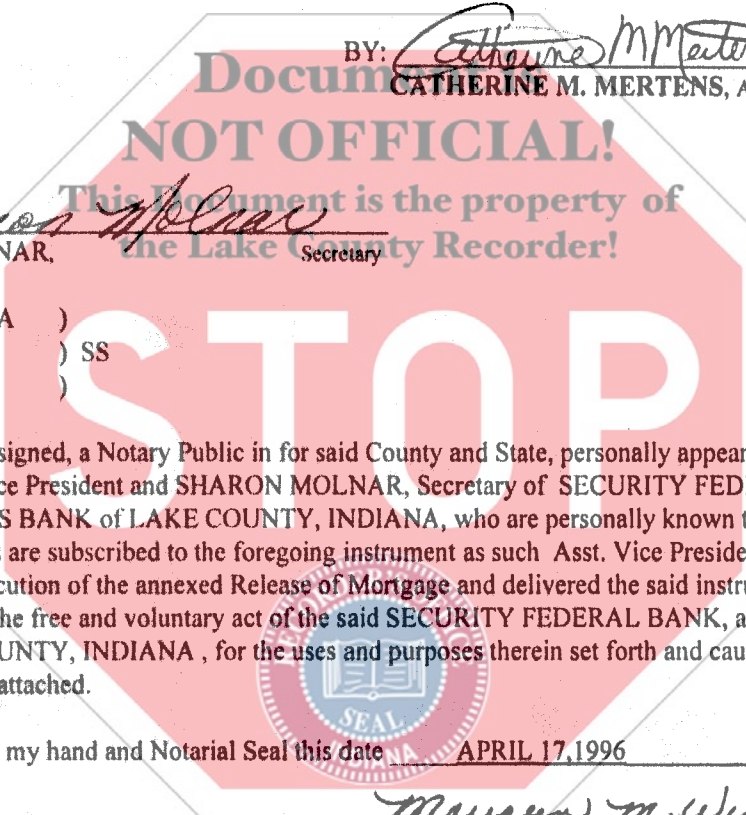 BY: Catherine M Merte
Document is
CATHERINE M. MERTENS, A
NOT OFFICIAL!
This Document is the property of
the Lake County Recorder!
Molnar
NAR, Secretary
A )
) SS
)
STOP
signed, a Notary Public in for said County and State, personally appear
ce President and SHARON MOLNAR, Secretary of SECURITY FEDE
S BANK of LAKE COUNTY, INDIANA, who are personally known t
s are subscribed to the foregoing instrument as such Asst. Vice Preside
cution of the annexed Release of Mortgage and delivered the said instru
he free and voluntary act of the said SECURITY FEDERAL BANK, a
UNTY, INDIANA , for the uses and purposes therein set forth and cau
attached.
SEAL
INDIANA
my hand and Notarial Seal this date APRIL 17,1996